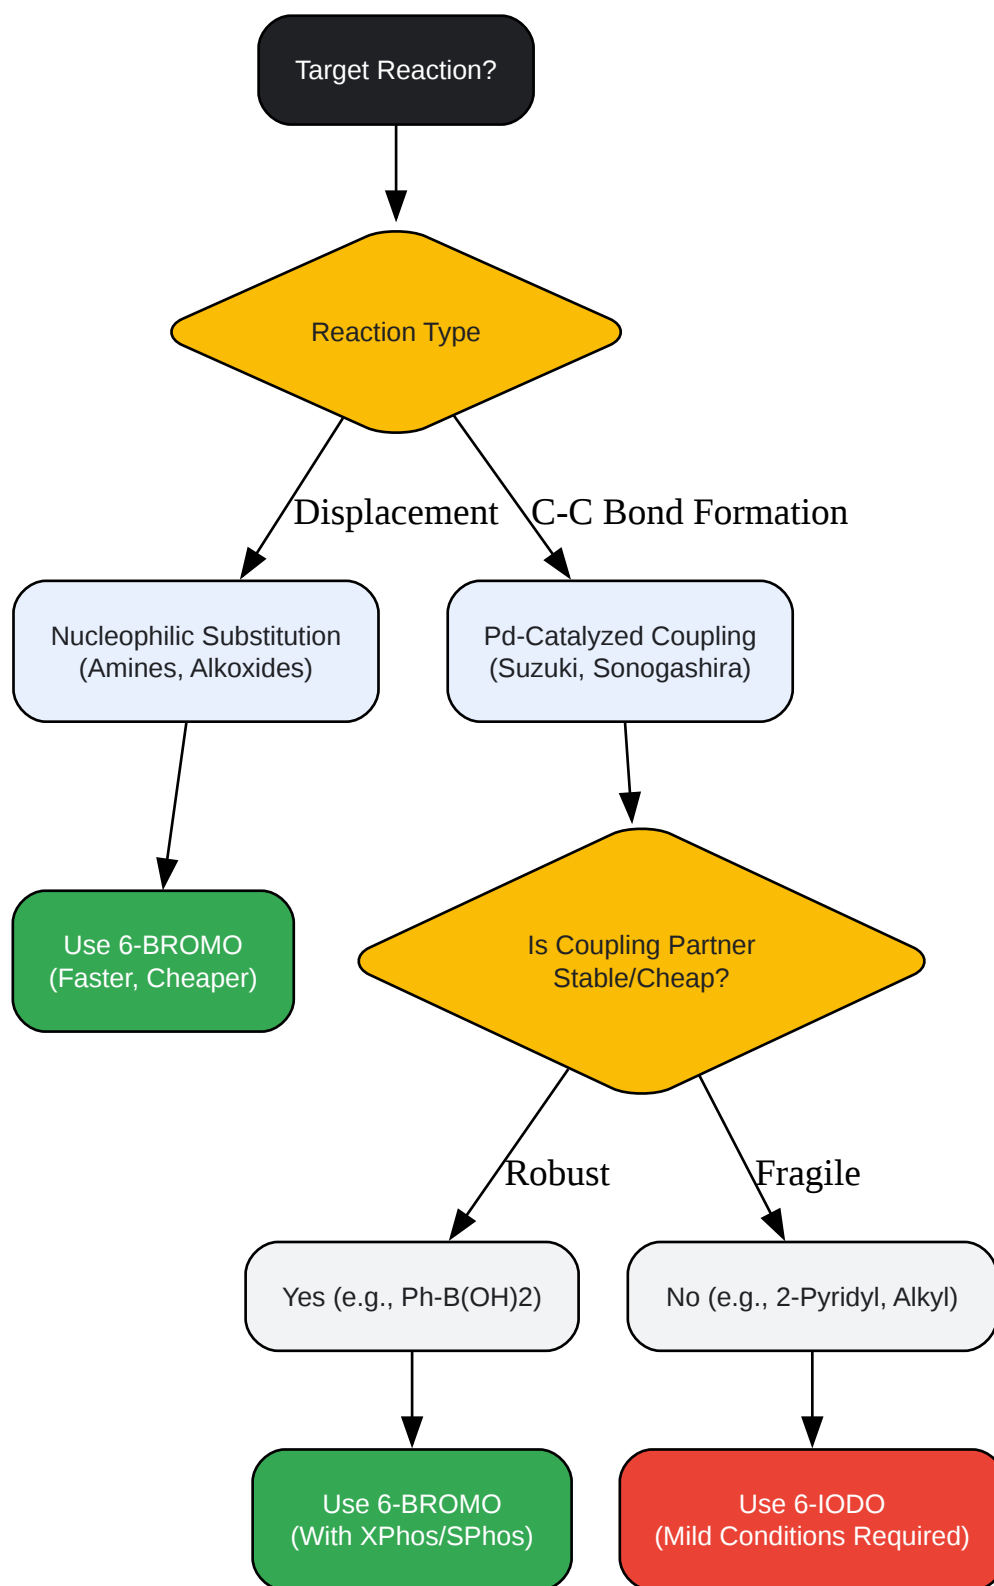 Target Reaction?
Reaction Type
Displacement
C-C Bond Formation
Nucleophilic Substitution
(Amines, Alkoxides)
Pd-Catalyzed Coupling
(Suzuki, Sonogashira)
Use 6-BROMO
(Faster, Cheaper)
Is Coupling Partner
Stable/Cheap?
Robust
Fragile
Yes (e.g., Ph-B(OH)2)
No (e.g., 2-Pyridyl, Alkyl)
Use 6-BROMO
(With XPhos/SPhos)
Use 6-IODO
(Mild Conditions Required)